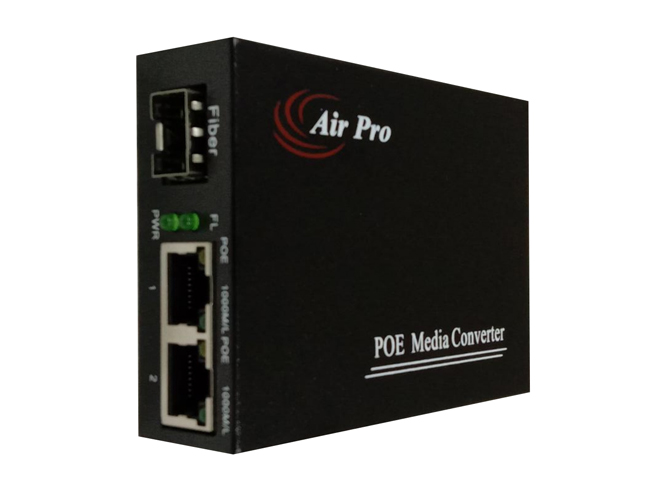 Air Pro
POE Media Converter
Fiber
FL
PWR
POE
1000M/L
POE
1000M/L
1
2